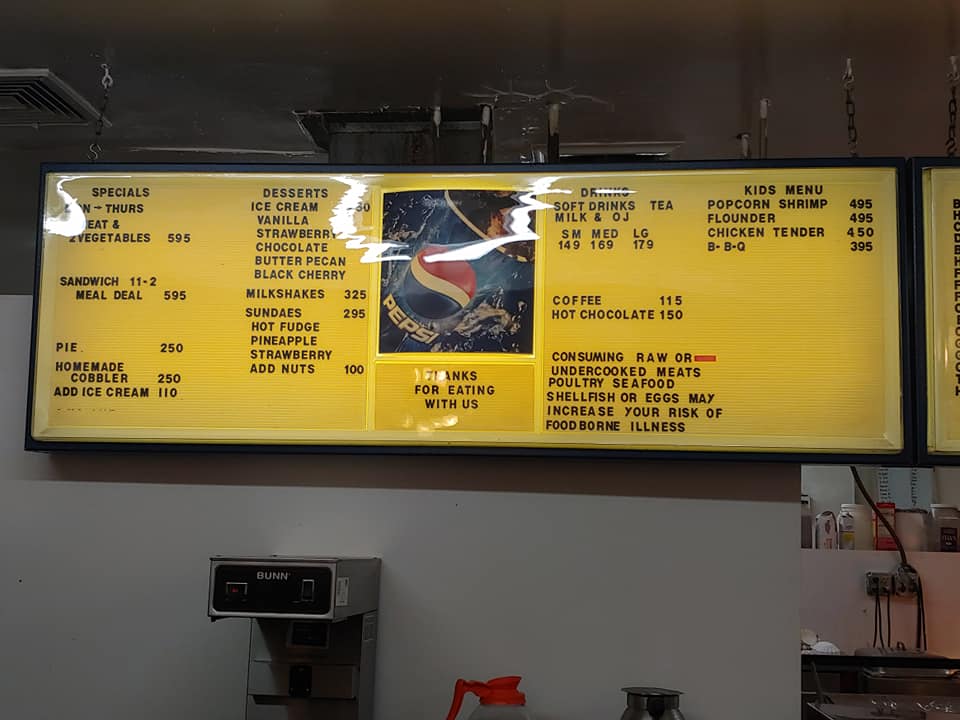 SPECIALS
THURS
2 VEGETABLES 595
SANDWICH 11-2
MEAL DEAL 595
PIE. 250
HOMEMADE
COBBLER 250
ADD ICE CREAM 110
DESSERTS
ICE CREAM
VANILLA
STRAWBERRY
CHOCOLATE
BUTTER PECAN
BLACK CHERRY
MILKSHAKES 325
SUNDAES 295
HOT FUDGE
PINEAPPLE
STRAWBERRY
ADD NUTS 100
PEPSI
THANKS
FOR EATING
WITH US
DRINKS
SOFT DRINKS TEA
MILK & OJ
SM MED LG
149 169 179
COFFEE 115
HOT CHOCOLATE 150
CONSUMING RAW OR
UNDERCOOKED MEATS
POULTRY SEAFOOD
SHELLFISH OR EGGS MAY
INCREASE YOUR RISK OF
FOODBORNE ILLNESS
KIDS MENU
POPCORN SHRIMP 495
FLOUNDER 495
CHICKEN TENDER 450
B-B-Q 395
BUNN